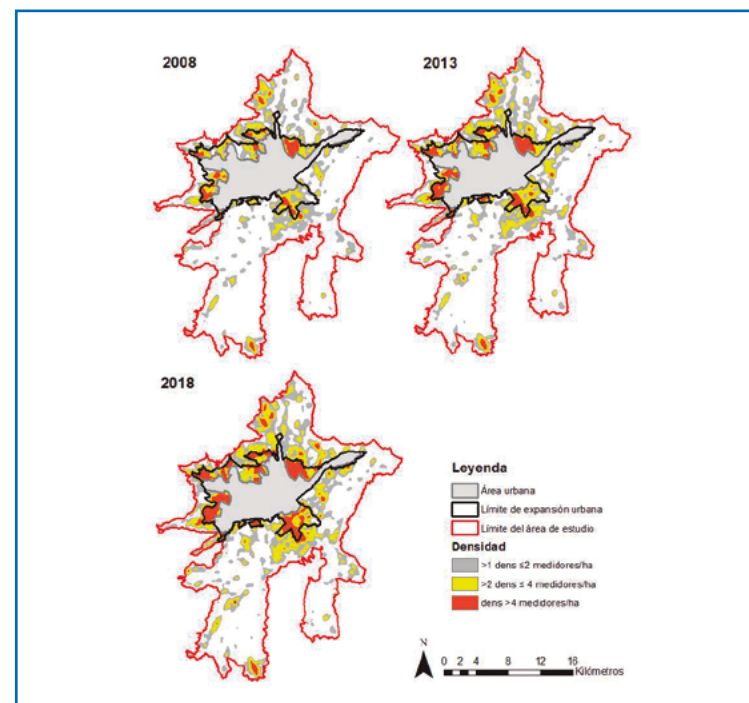 2008
2013
2018
Leyenda
Área urbana
Límite de expansión urbana
Límite del área de estudio
Densidad
>1 dens ≤2 medidores/ha
>2 dens ≤ 4 medidores/ha
dens >4 medidores/ha
N
0 2 4 8 12 16
Kilómetros